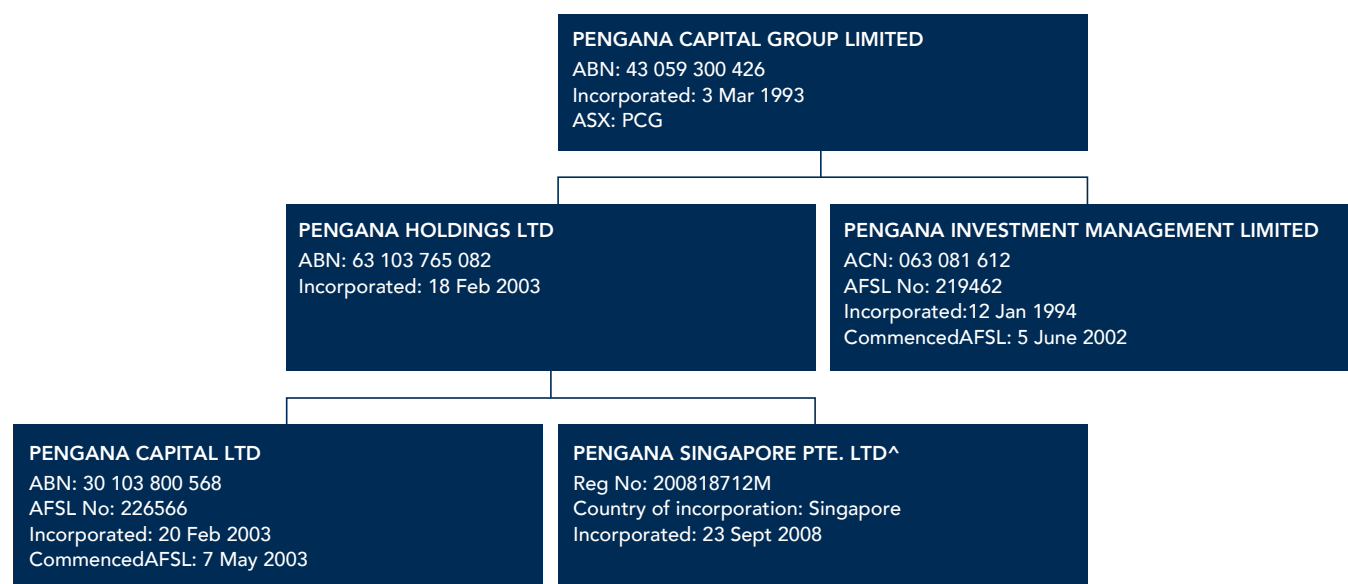 PENGANA CAPITAL GROUP LIMITED
ABN: 43 059 300 426
Incorporated: 3 Mar 1993
ASX: PCG
PENGANA HOLDINGS LTD
ABN: 63 103 765 082
Incorporated: 18 Feb 2003
PENGANA INVESTMENT MANAGEMENT LIMITED
ACN: 063 081 612
AFSL No: 219462
Incorporated:12 Jan 1994
CommencedAFSL: 5 June 2002
PENGANA CAPITAL LTD
ABN: 30 103 800 568
AFSL No: 226566
Incorporated: 20 Feb 2003
CommencedAFSL: 7 May 2003
PENGANA SINGAPORE PTE. LTD^
Reg No: 200818712M
Country of incorporation: Singapore
Incorporated: 23 Sept 2008